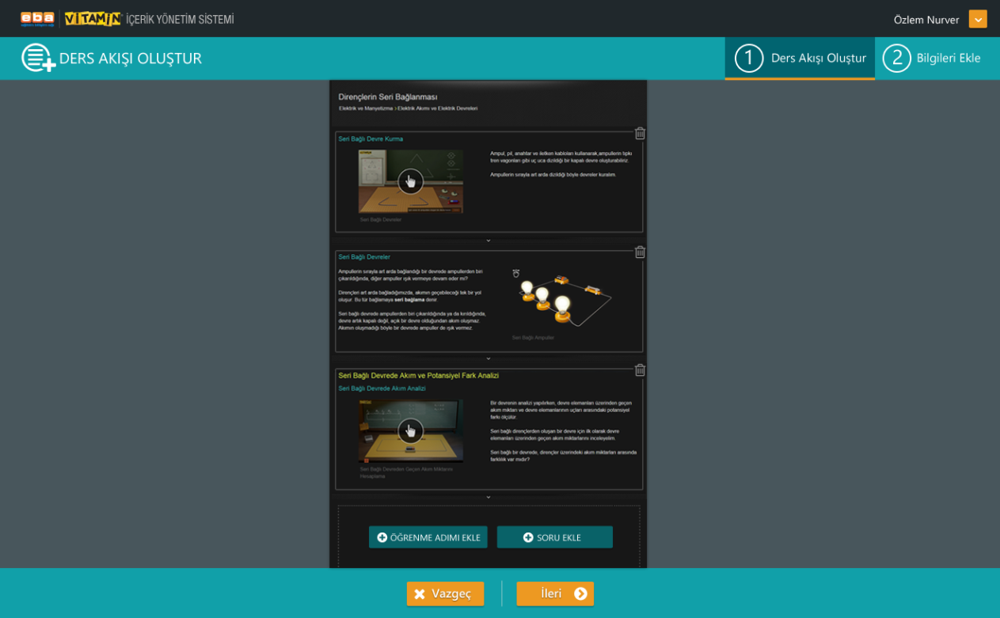 eba VİTAMİN İÇERİK YÖNETİM SİSTEMİ
Özlem Nurver
DERS AKIŞI OLUŞTUR
1 Ders Akışı Oluştur
2 Bilgileri Ekle
Dirençlerin Seri Bağlanması
Elektrik ve Manyetizma > Elektrik Akımı ve Elektrik Devreleri
Seri Bağlı Devre Kurma
Ampul, pil, anahtar ve iletken kabloları kullanarak,ampullerin tıpkı
tren vagonları gibi uç uca dizildiği bir kapalı devre oluşturabiliriz.
Ampullerin sırayla art arda dizildiği böyle devreler kuralım.
Seri Bağlı Devreler
Seri Bağlı Devreler
Ampullerin sırayla art arda bağlandığı bir devrede ampullerden biri
çıkarıldığında, diğer ampuller ışık vermeye devam eder mi?
Dirençleri art arda bağladığımızda, akımın geçebileceği tek bir yol
oluşur. Bu tür bağlamaya seri bağlama denir.
Seri bağlı devrede ampullerden biri çıkarıldığında ya da kırıldığında,
devre artık kapalı değil, açık bir devre olduğundan akım oluşmaz.
Akımın oluşmadığı böyle bir devrede ampuller de ışık vermez.
Seri Bağlı Ampuller
Seri Bağlı Devrede Akım ve Potansiyel Fark Analizi
Seri Bağlı Devrede Akım Analizi
Bir devrenin analizi yapılırken, devre elemanları üzerinden geçen
akım miktarı ve devre elemanlarının uçları arasındaki potansiyel
farkı ölçülür.
Seri bağlı dirençlerden oluşan bir devre için ilk olarak devre
elemanları üzerinden geçen akım miktarlarını inceleyelim.
Seri bağlı bir devrede, dirençler üzerindeki akım miktarları arasında
farklılık var mıdır?
Seri Bağlı Devreden Geçen Akım Miktarını
Hesaplama
ÖĞRENME ADIMI EKLE
SORU EKLE
Vazgeç
İleri